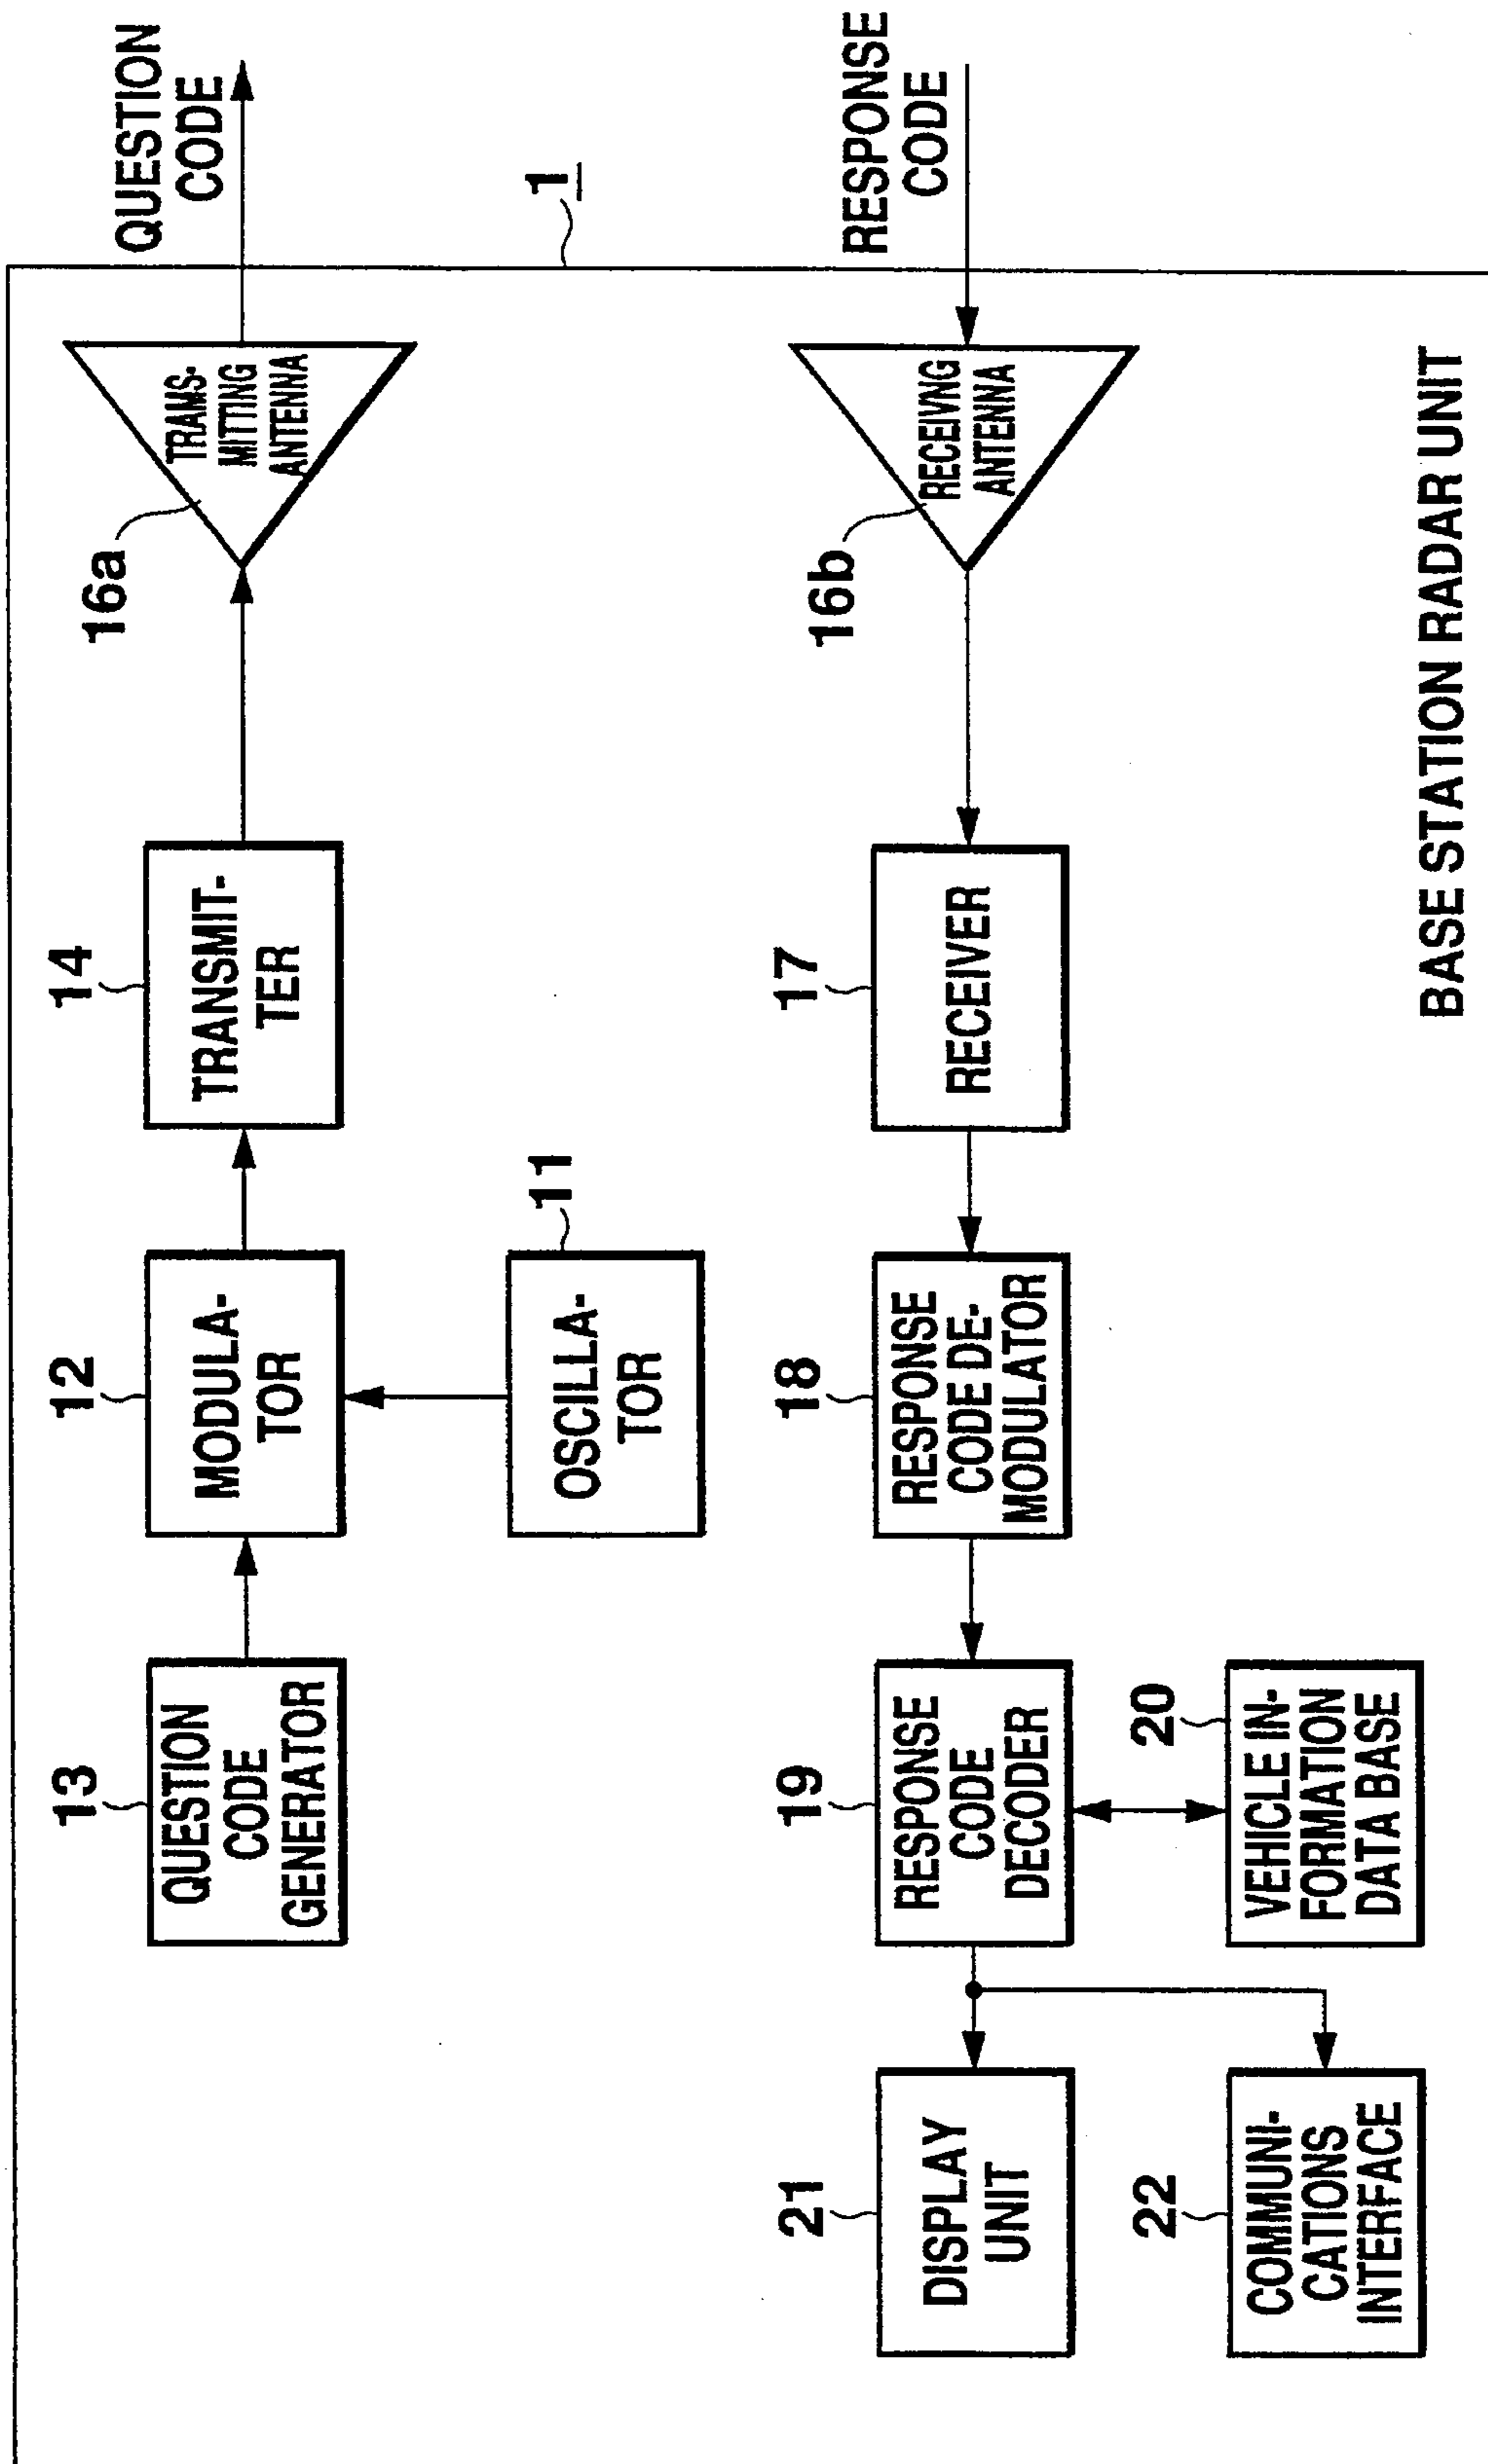 QUESTION
CODE
1
RESPONSE
CODE
13
QUESTION
CODE
GENERATOR
12
MODULA-
TOR
14
TRANSMIT-
TER
16a
TRAMS-
MITTING
ANTENNA
11
OSCILLA-
TOR
21
DISPLAY
UNIT
19
RESPONSE
CODE
DECODER
18
RESPONSE
CODE DE-
MODULATOR
17
RECEIVER
16b
RECEIVNG
ANTENNA
22
COMMUNI-
CATIONS
INTERFACE
20
VEHICLE IN-
FORMATION
DATA BASE
BASE STATION RADAR UNIT